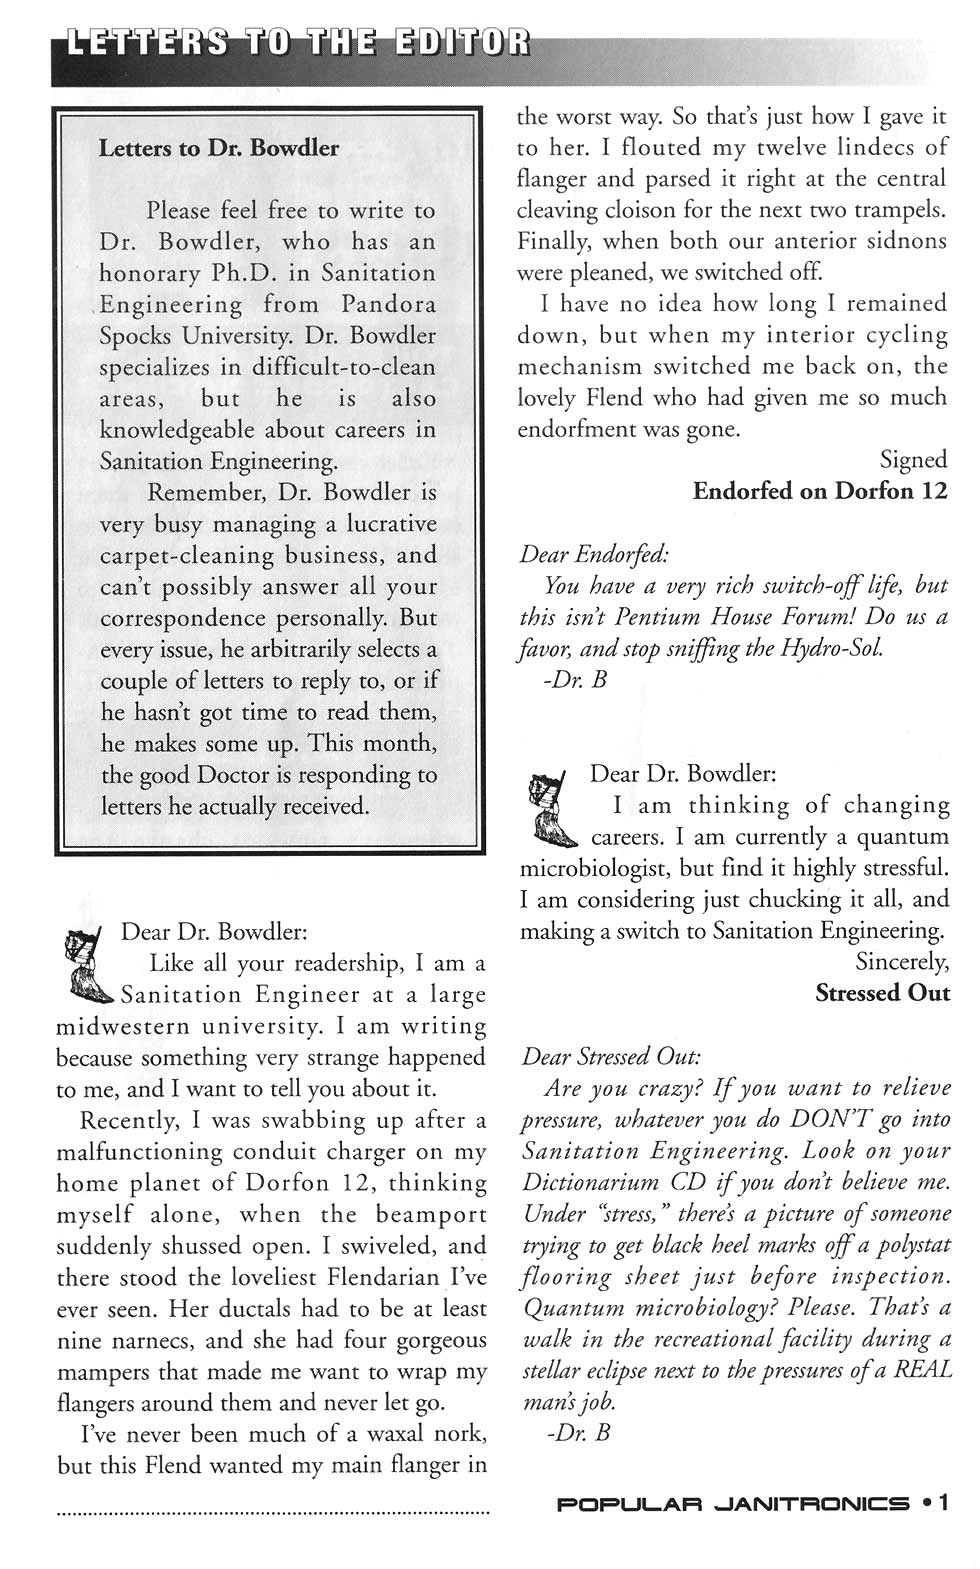 LETTERS TO THE EDITOR
Letters to Dr. Bowdler
Please feel free to write to
Dr. Bowdler, who has an
honorary Ph.D. in Sanitation
Engineering from Pandora
Spocks University. Dr. Bowdler
specializes in difficult-to-clean
areas, but he is also
knowledgeable about careers in
Sanitation Engineering.
Remember, Dr. Bowdler is
very busy managing a lucrative
carpet-cleaning business, and
can't possibly answer all your
correspondence personally. But
every issue, he arbitrarily selects a
couple of letters to reply to, or if
he hasn't got time to read them,
he makes some up. This month,
the good Doctor is responding to
letters he actually received.
Dear Dr. Bowdler:
Like all your readership, I am a
Sanitation Engineer at a large
midwestern university. I am writing
because something very strange happened
to me, and I want to tell you about it.
Recently, I was swabbing up after a
malfunctioning conduit charger on my
home planet of Dorfon 12, thinking
myself alone, when the beamport
suddenly shussed open. I swiveled, and
there stood the loveliest Flendarian I've
ever seen. Her ductals had to be at least
nine narnecs, and she had four gorgeous
mampers that made me want to wrap my
flangers around them and never let go.
I've never been much of a waxal nork,
but this Flend wanted my main flanger in
the worst way. So that's just how I gave it
to her. I flouted my twelve lindecs of
flanger and parsed it right at the central
cleaving cloison for the next two trampels.
Finally, when both our anterior sidnons
were pleaned, we switched off.
I have no idea how long I remained
down, but when my interior cycling
mechanism switched me back on, the
lovely Flend who had given me so much
endorfment was gone.
Signed
Endorfed on Dorfon 12
Dear Endorfed:
You have a very rich switch-off life, but
this isn't Pentium House Forum! Do us a
favor, and stop sniffing the Hydro-Sol.
-Dr. B
Dear Dr. Bowdler:
I am thinking of changing
careers. I am currently a quantum
microbiologist, but find it highly stressful.
I am considering just chucking it all, and
making a switch to Sanitation Engineering.
Sincerely,
Stressed Out
Dear Stressed Out:
Are you crazy? If you want to relieve
pressure, whatever you do DON'T go into
Sanitation Engineering. Look on your
Dictionarium CD if you don't believe me.
Under "stress," there's a picture of someone
trying to get black heel marks off a polystat
flooring sheet just before inspection.
Quantum microbiology? Please. That's a
walk in the recreational facility during a
stellar eclipse next to the pressures of a REAL
man's job.
-Dr. B
POPULAR JANITRONICS • 1